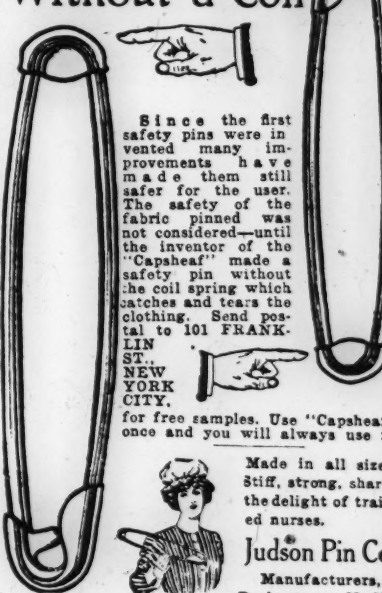 Without a Coil
Since the first
safety pins were in
vented many im-
provements have
made them still
safer for the user.
The safety of the
fabric pinned was
not considered—until
the inventor of the
"Capsheaf" made a
safety pin without
the coil spring which
catches and tears the
clothing. Send pos-
tal to 101 FRANK-
LIN
ST.,
NEW
YORK
CITY,
for free samples. Use "Capsheaf
once and you will always use
Made in all size
Stiff, strong, shar
the delight of trai
ed nurses.
Judson Pin Co
Manufacturers,